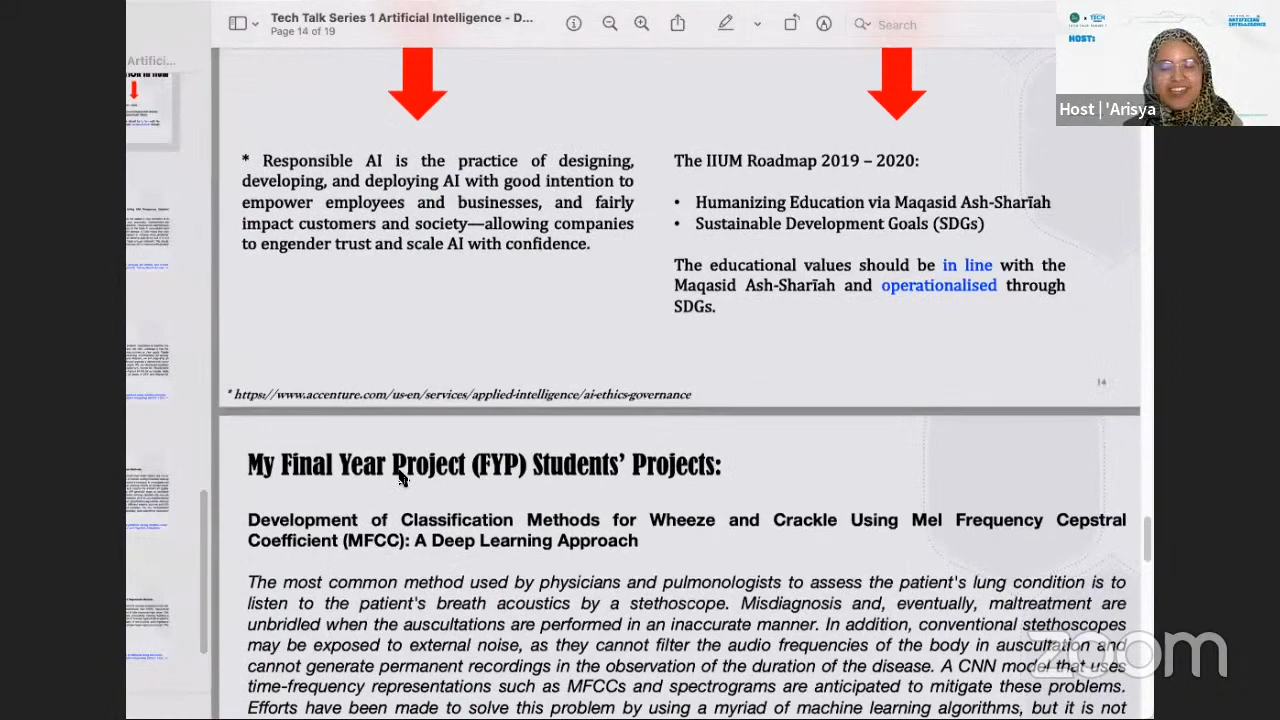 Tech Talk Series 1 Artificial Intelligence - D...
Page 14 of 19
Search
Artifici...
TECH
ARTIFICIAL
INTELLIGENCE
HOST:
Host | 'Arisya
* Responsible AI is the practice of designing,
developing, and deploying AI with good intention to
empower employees and businesses, and fairly
impact customers and society—allowing companies
to engender trust and scale AI with confidence.
The IIUM Roadmap 2019 – 2020:
• Humanizing Education via Maqasid Ash-Sharīah
• Sustainable Development Goals (SDGs)
The educational values should be in line with the
Maqasid Ash-Sharīah and operationalised through
SDGs.
* https://www.accenture.com/us-en/services/applied-intelligence/ai-ethics-governance
14
My Final Year Project (FYP) Students’ Projects:
Development of Classification Methods for Wheeze and Crackle Using Mel Frequency Cepstral
Coefficient (MFCC): A Deep Learning Approach
The most common method used by physicians and pulmonologists to assess the patient's lung condition is to
listen to the patient's breath acoustics by a stethoscope. Misdiagnosis and, eventually, mistreatment are
unbridled when the auscultations are performed in an inaccurate manner. In addition, conventional stethoscopes
may be exposed to external noise, as they cannot filter the audio frequencies of the body in auscultation and
cannot generate permanent recordings in the observation of the duration of the disease. A CNN model that uses
time-frequency representations such as MFCCs and spectrograms are anticipated to mitigate these problems.
Efforts have been made to solve this problem by using a myriad of machine learning algorithms, but it is not
zoom